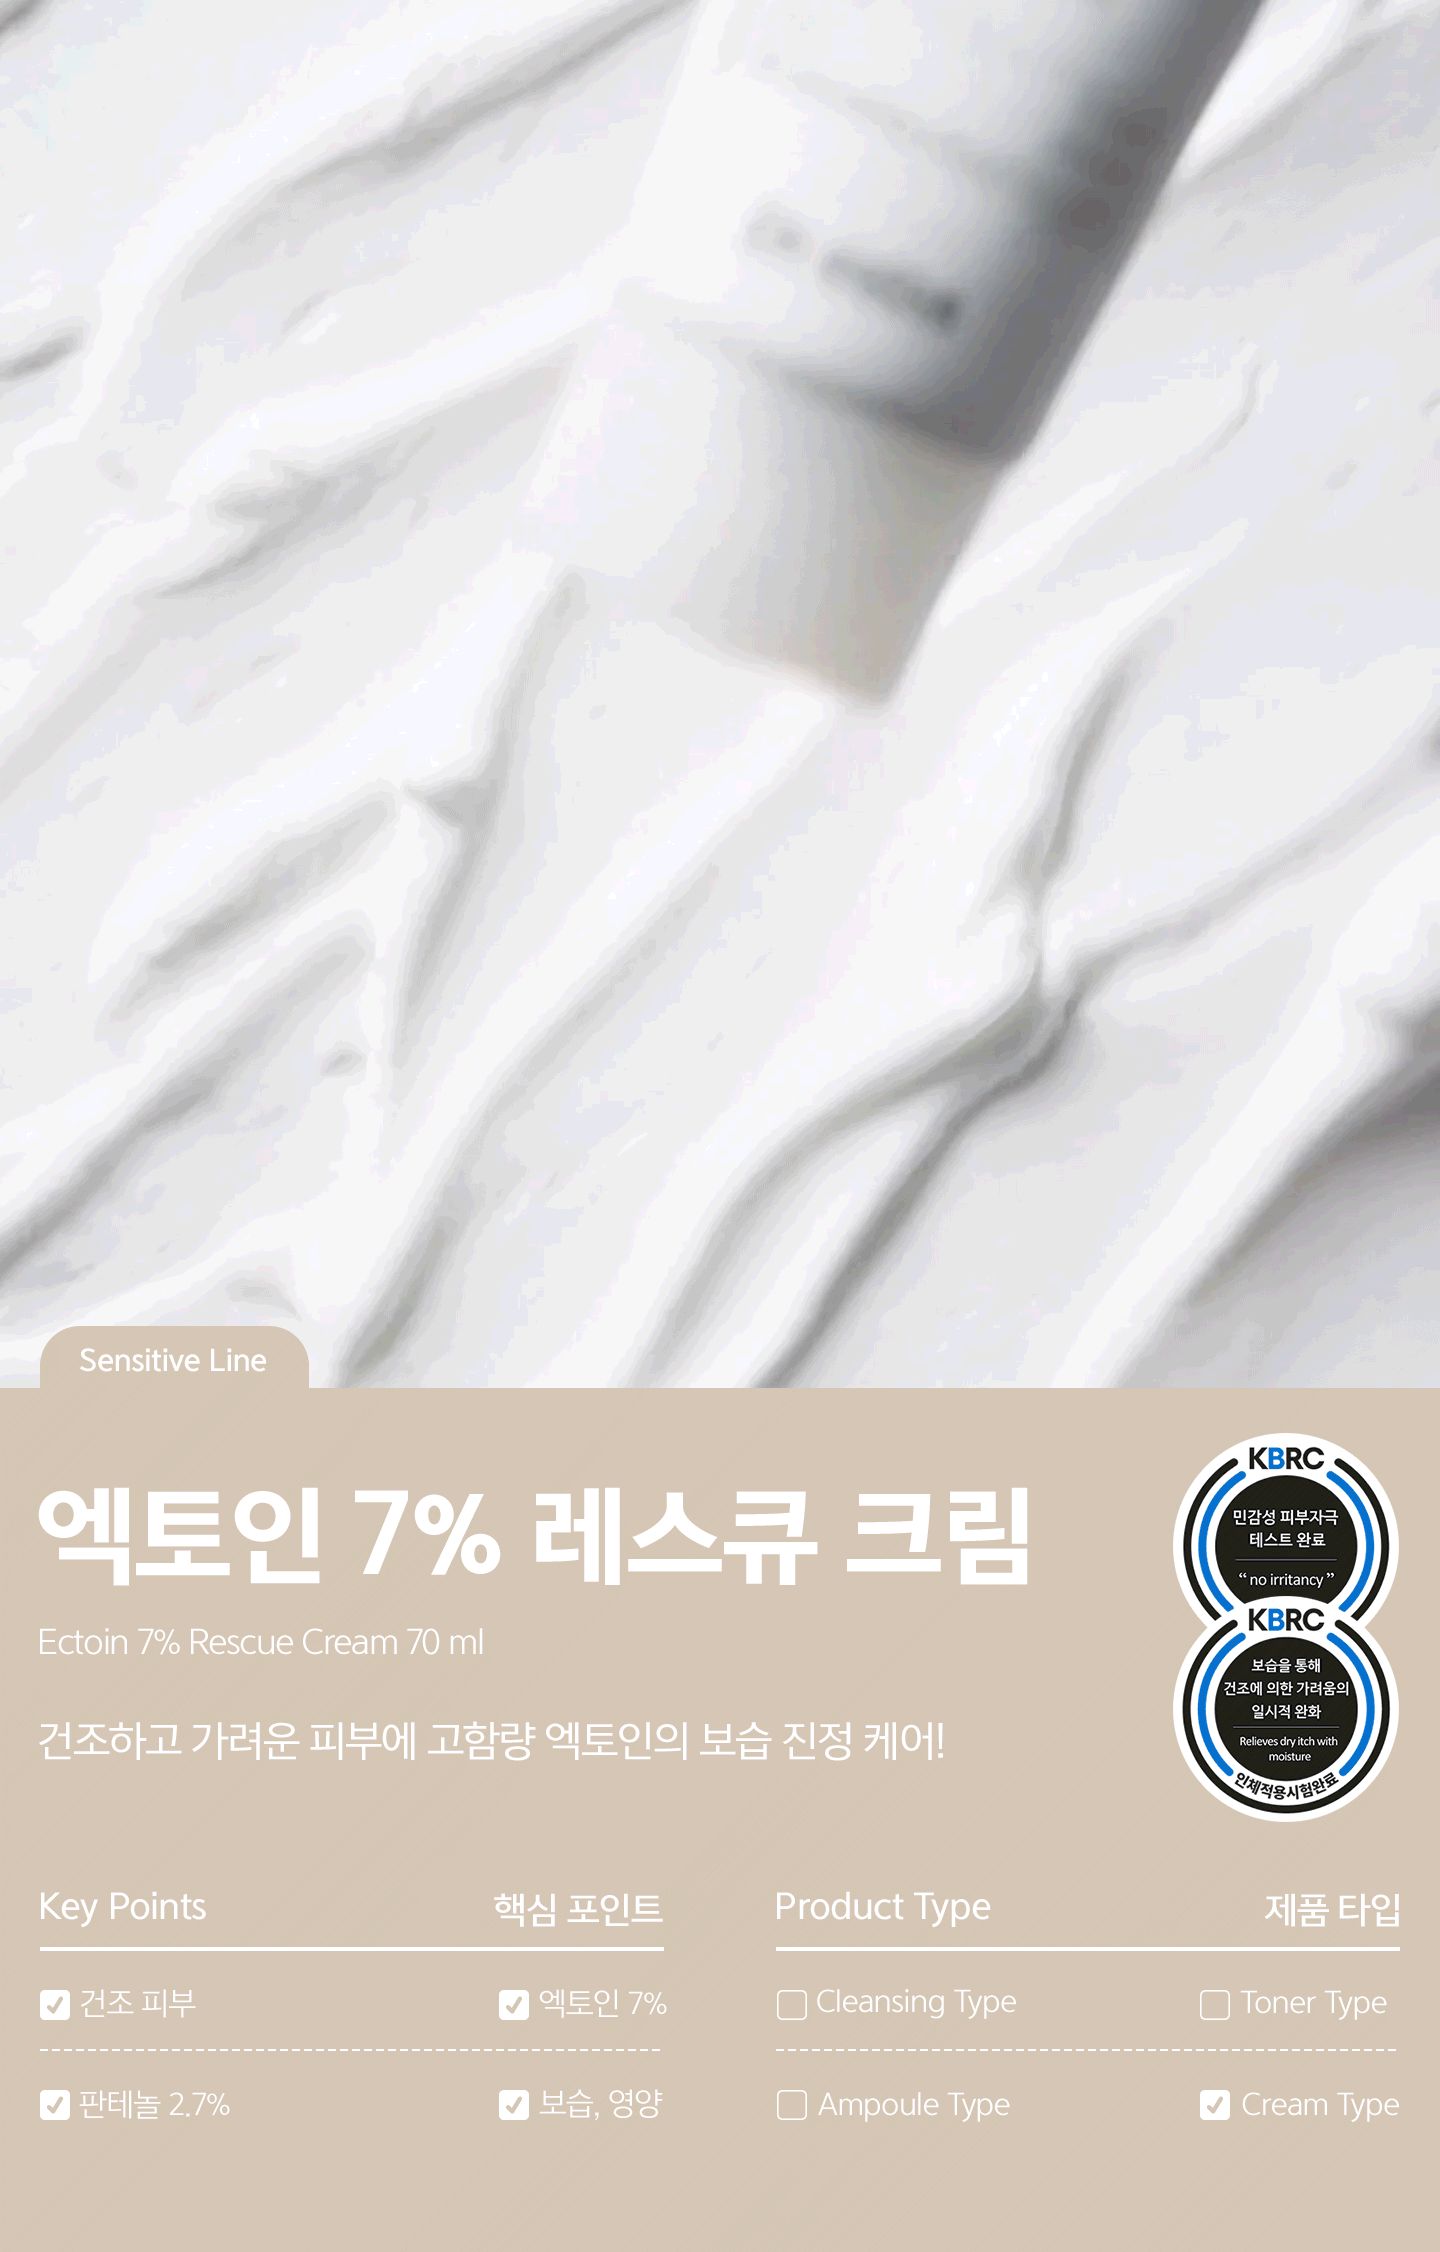 Sensitive Line
엑토인 7% 레스큐 크림
Ectoin 7% Rescue Cream 70 ml
건조하고 가려운 피부에 고함량 엑토인의 보습 진정 케어!
KBRC
민감성 피부자극
테스트 완료
“ no irritancy ”
KBRC
보습을 통해
건조에 의한 가려움의
일시적 완화
Relieves dry itch with
moisture
인체적용시험완료
Key Points 핵심 포인트
건조 피부 엑토인 7%
판테놀 2.7% 보습, 영양
Product Type 제품 타입
Cleansing Type Toner Type
Ampoule Type Cream Type